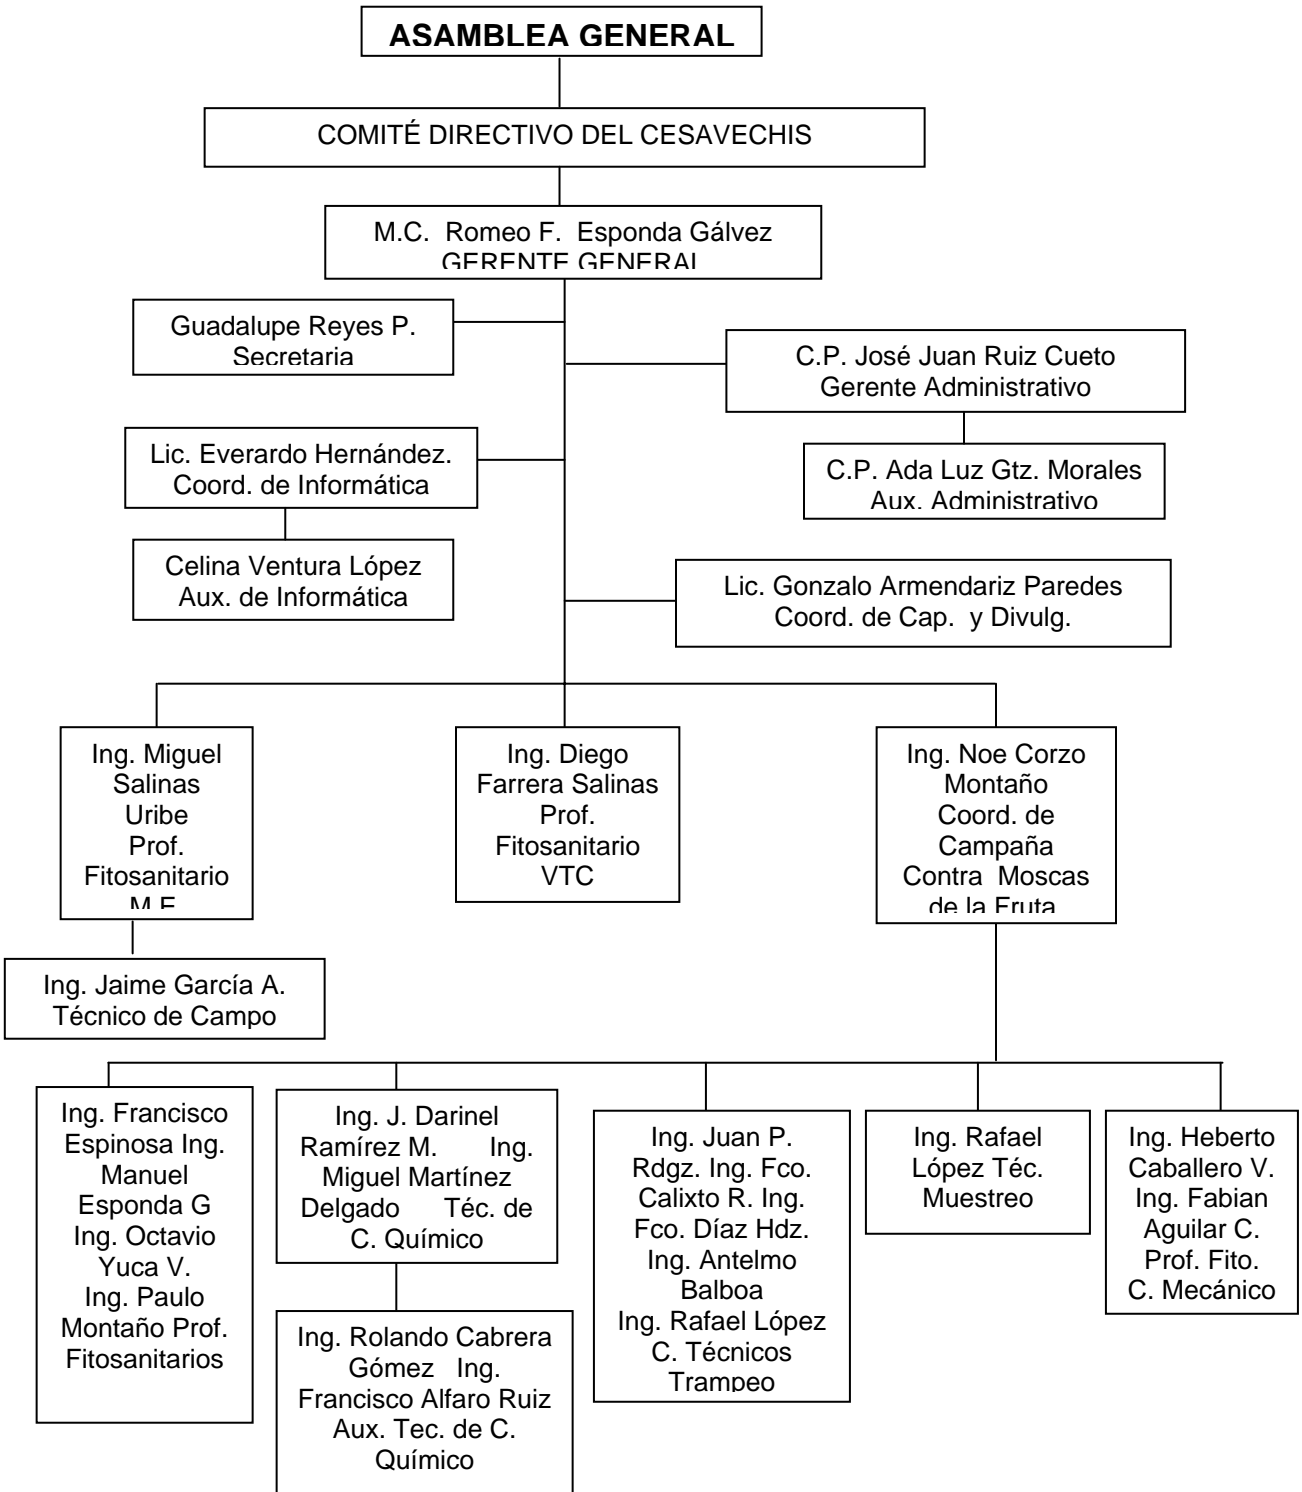 ASAMBLEA GENERAL
COMITÉ DIRECTIVO DEL CESAVECHIS
M.C. Romeo F. Esponda Gálvez
GERENTE GENERAL
Guadalupe Reyes P.
Secretaria
C.P. José Juan Ruiz Cueto
Gerente Administrativo
Lic. Everardo Hernández.
Coord. de Informática
C.P. Ada Luz Gtz. Morales
Aux. Administrativo
Celina Ventura López
Aux. de Informática
Lic. Gonzalo Armendariz Paredes
Coord. de Cap. y Divulg.
Ing. Miguel
Salinas
Uribe
Prof.
Fitosanitario
M.F.
Ing. Diego
Farrera Salinas
Prof.
Fitosanitario
VTC
Ing. Noe Corzo
Montaño
Coord. de
Campaña
Contra Moscas
de la Fruta
Ing. Jaime García A.
Técnico de Campo
Ing. Francisco
Espinosa Ing.
Manuel
Esponda G
Ing. Octavio
Yuca V.
Ing. Paulo
Montaño Prof.
Fitosanitarios
Ing. J. Darinel
Ramírez M. Ing.
Miguel Martínez
Delgado Téc. de
C. Químico
Ing. Rolando Cabrera
Gómez Ing.
Francisco Alfaro Ruiz
Aux. Tec. de C.
Químico
Ing. Juan P.
Rdgz. Ing. Fco.
Calixto R. Ing.
Fco. Díaz Hdz.
Ing. Antelmo
Balboa
Ing. Rafael López
C. Técnicos
Trampeo
Ing. Rafael
López Téc.
Muestreo
Ing. Heberto
Caballero V.
Ing. Fabian
Aguilar C.
Prof. Fito.
C. Mecánico